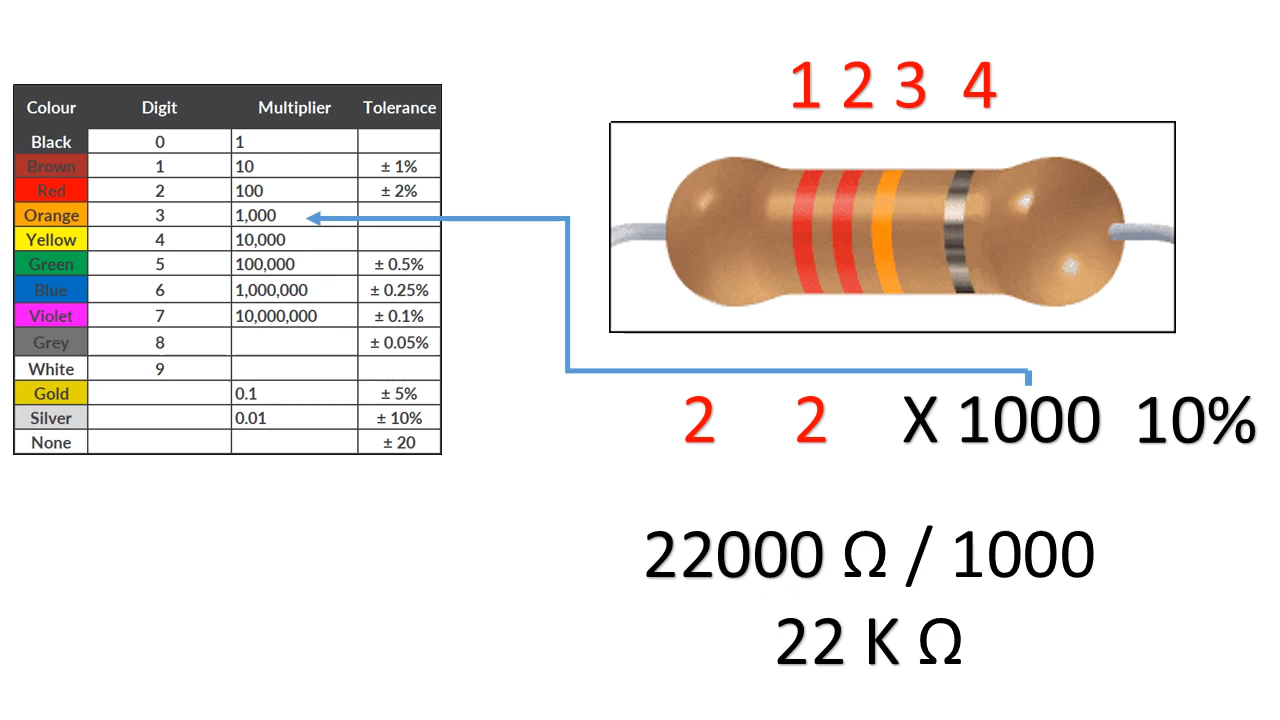 Colour Digit Multiplier Tolerance
Black 0 1
Brown 1 10 ± 1%
Red 2 100 ± 2%
Orange 3 1,000
Yellow 4 10,000
Green 5 100,000 ± 0.5%
Blue 6 1,000,000 ± 0.25%
Violet 7 10,000,000 ± 0.1%
Grey 8 ± 0.05%
White 9
Gold 0.1 ± 5%
Silver 0.01 ± 10%
None ± 20
1 2 3 4
2 2 X 1000 10%
22000 Ω / 1000
22 K Ω